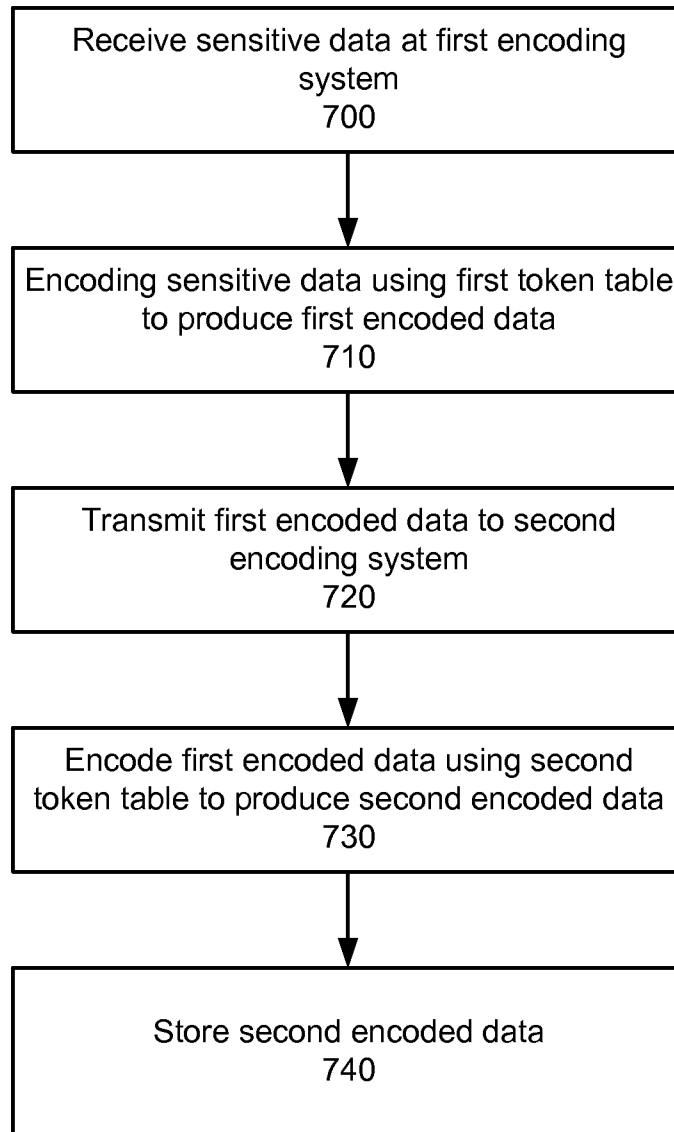 Receive sensitive data at first encoding
system
700
Encoding sensitive data using first token table
to produce first encoded data
710
Transmit first encoded data to second
encoding system
720
Encode first encoded data using second
token table to produce second encoded data
730
Store second encoded data
740